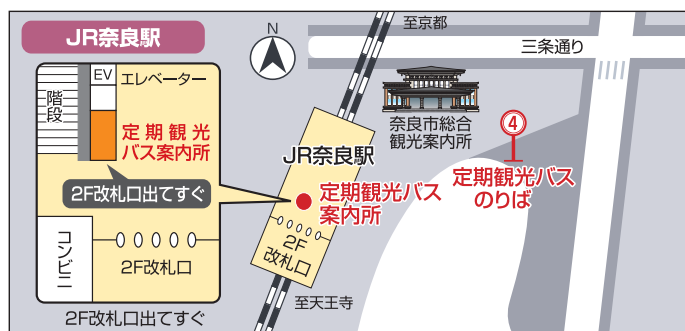 JR奈良駅
EV
エレベーター
階段
定期観光
バス案内所
2F改札口出てすぐ
コンビニ
2F改札口
2F改札口出てすぐ
N
至京都
三条通り
奈良市総合
観光案内所
JR奈良駅
④
定期観光バス
のりば
定期観光バス
案内所
2F
改札口
至天王寺